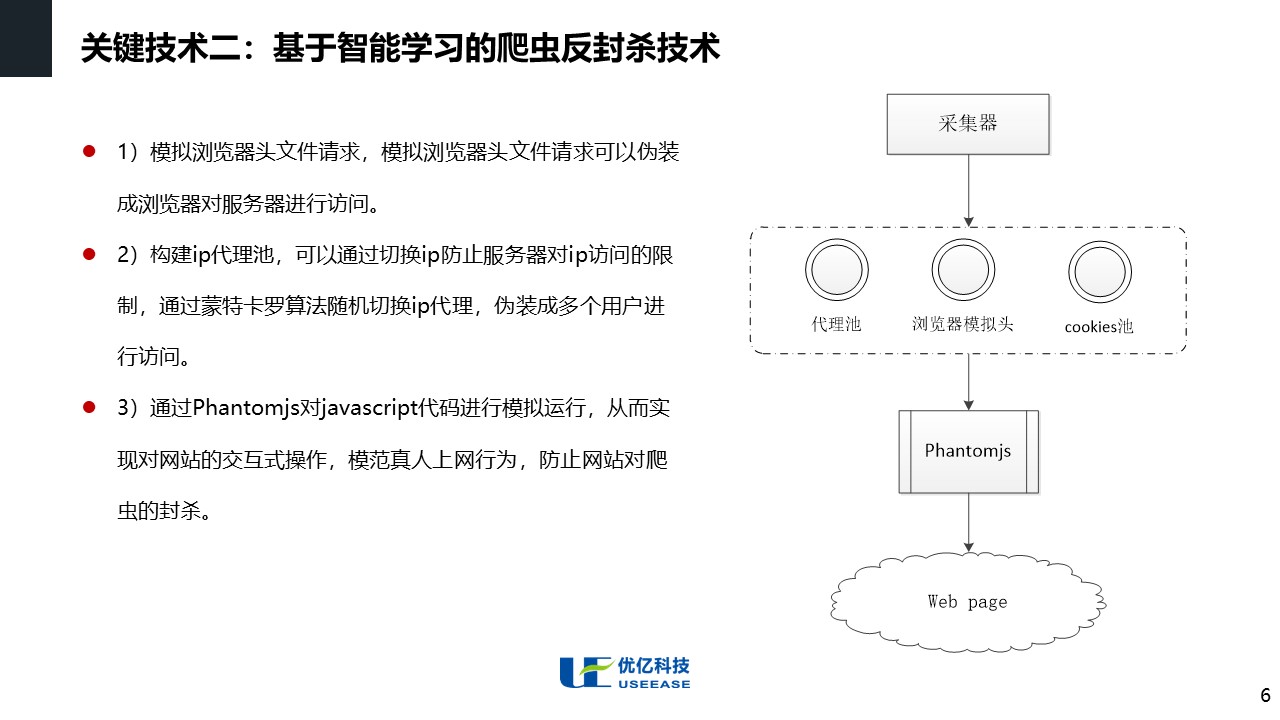 关键技术二：基于智能学习的爬虫反封杀技术
1）模拟浏览器头文件请求，模拟浏览器头文件请求可以伪装
成浏览器对服务器进行访问。
2）构建ip代理池，可以通过切换ip防止服务器对ip访问的限
制，通过蒙特卡罗算法随机切换ip代理，伪装成多个用户进
行访问。
3）通过Phantomjs对javascript代码进行模拟运行，从而实
现对网站的交互式操作，模范真人上网行为，防止网站对爬
虫的封杀。
采集器
代理池
浏览器模拟头
cookies池
Phantomjs
Web page
优亿科技
USEEASE
6